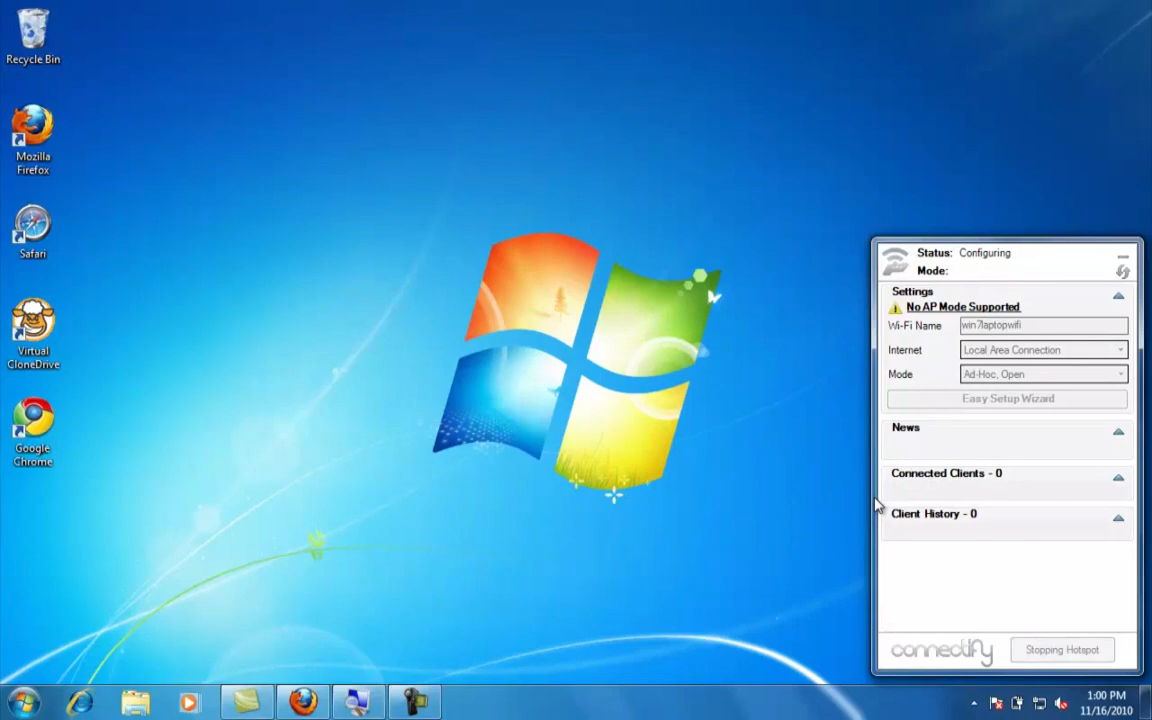 Recycle Bin
Mozilla
Firefox
Safari
Virtual
CloneDrive
Google
Chrome
Status: Configuring
Mode:
Settings
No AP Mode Supported
Wi-Fi Name win7laptopwifi
Internet Local Area Connection
Mode Ad-Hoc, Open
Easy Setup Wizard
News
Connected Clients - 0
Client History - 0
connectify Stopping Hotspot
1:00 PM
11/16/2010